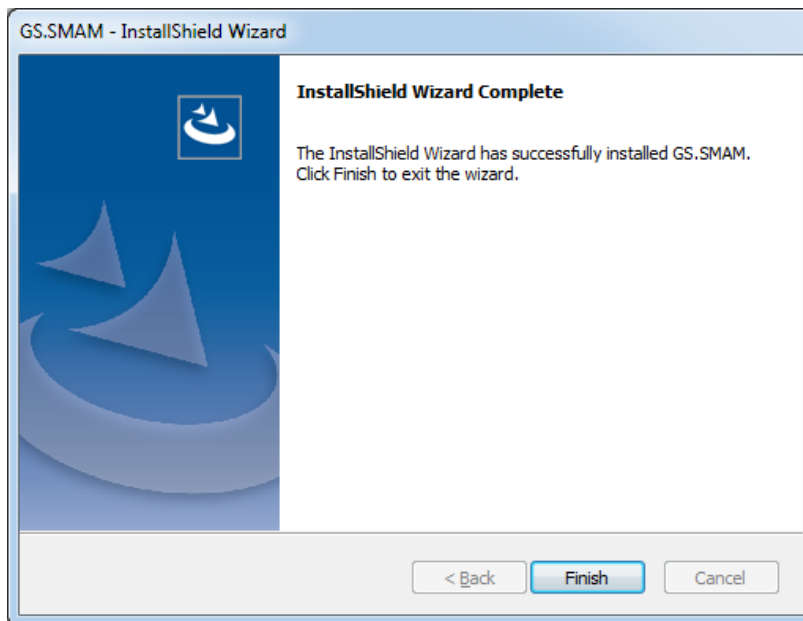 GS.SMAM - InstallShield Wizard
InstallShield Wizard Complete
The InstallShield Wizard has successfully installed GS.SMAM.
Click Finish to exit the wizard.
< Back
Finish
Cancel